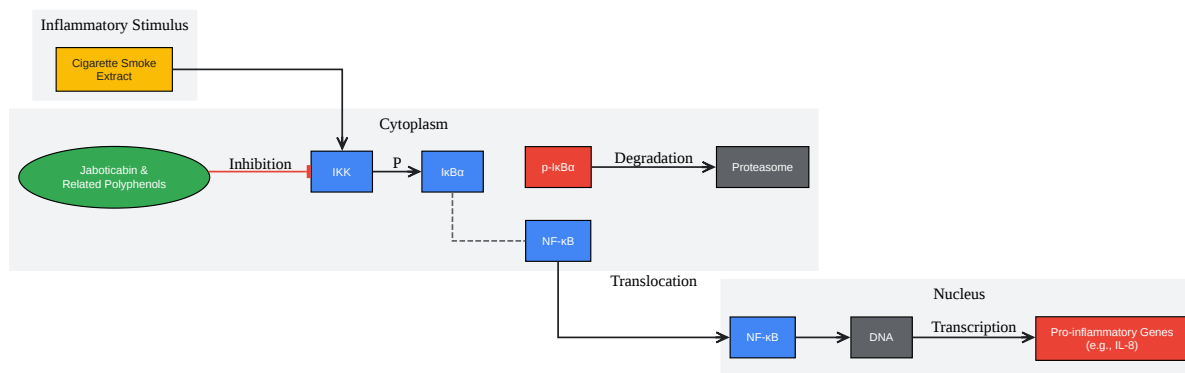 Inflammatory Stimulus
Cigarette Smoke
Extract
Cytoplasm
Jaboticabin &
Related Polyphenols
Inhibition
IKK
P
IκBα
p-IκBα
Degradation
Proteasome
NF-κB
Translocation
Nucleus
NF-κB
DNA
Transcription
Pro-inflammatory Genes
(e.g., IL-8)